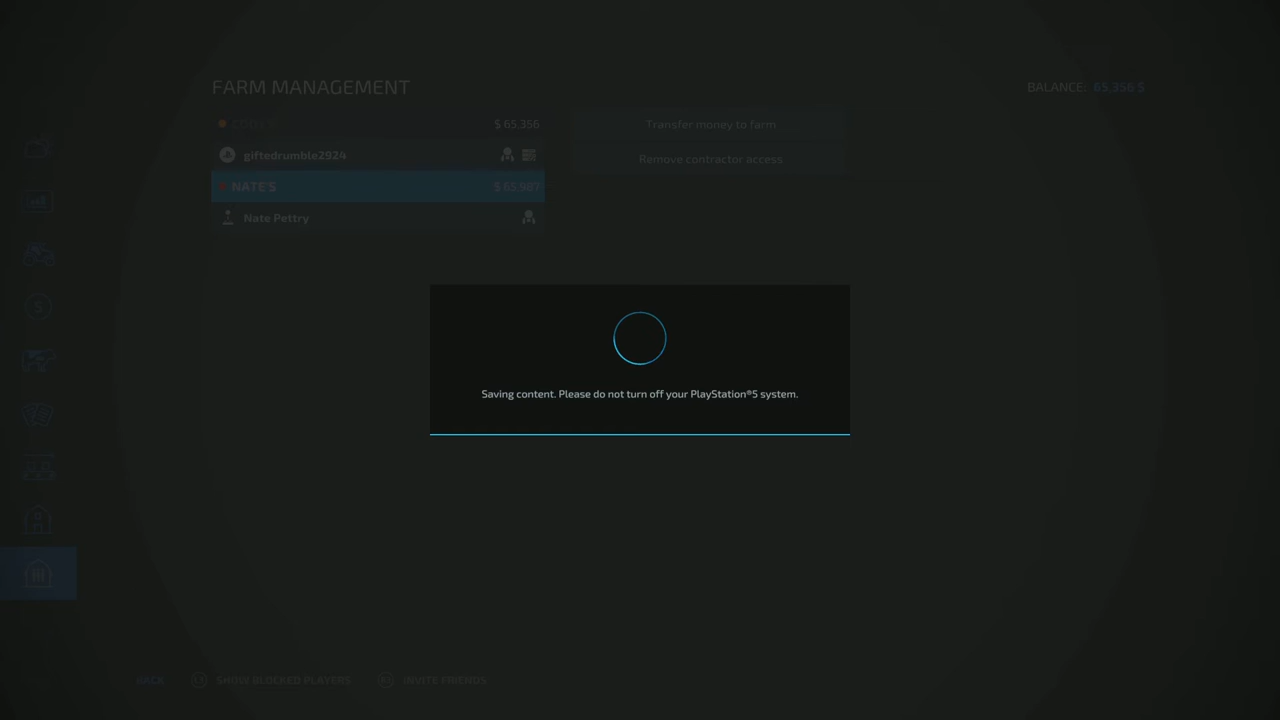 FARM MANAGEMENT
BALANCE: 65,356 $
$ 65,356
Transfer money to farm
giftedrumble2924
Remove contractor access
NATE'S $ 65,987
Nate Pettry
Saving content. Please do not turn off your PlayStation®5 system.
BACK SHOW BLOCKED PLAYERS INVITE FRIENDS